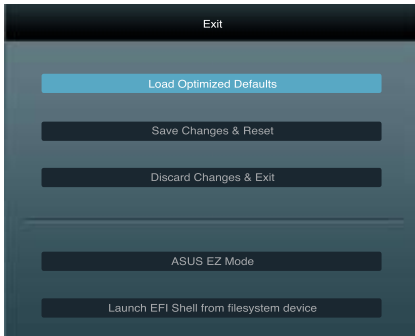 Exit
Load Optimized Defaults
Save Changes & Reset
Discard Changes & Exit
ASUS EZ Mode
Launch EFI Shell from filesystem device